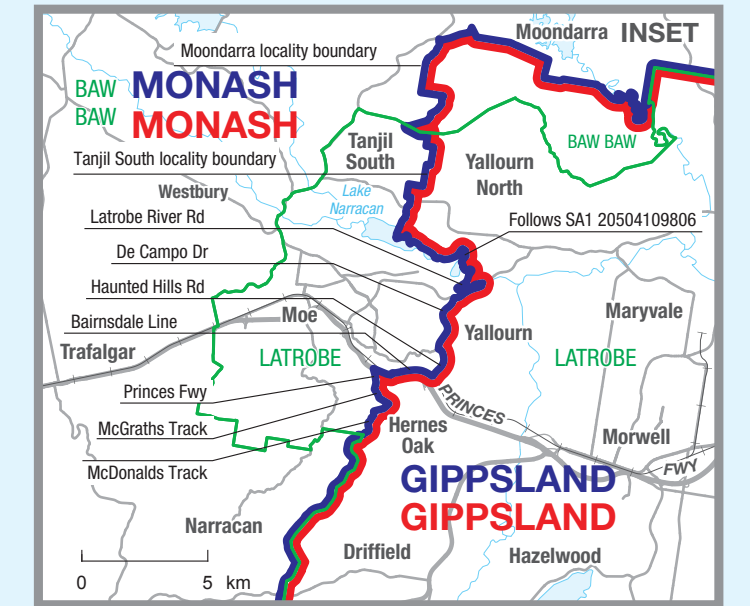 Moondarra INSET
Moondarra locality boundary
BAW
BAW
MONASH
MONASH
BAW BAW
Tanjil
South
Tanjil South locality boundary
Yallourn
North
Westbury
Lake
Narracan
Latrobe River Rd
Follows SA1 20504109806
De Campo Dr
Haunted Hills Rd
Moe
Maryvale
Bairnsdale Line
Yallourn
Trafalgar
LATROBE
LATROBE
Princes Fwy
PRINCES
FWY
McGraths Track
Hernes
Oak
Morwell
McDonalds Track
GIPPSLAND
GIPPSLAND
Narracan
Driffield
Hazelwood
0 5 km